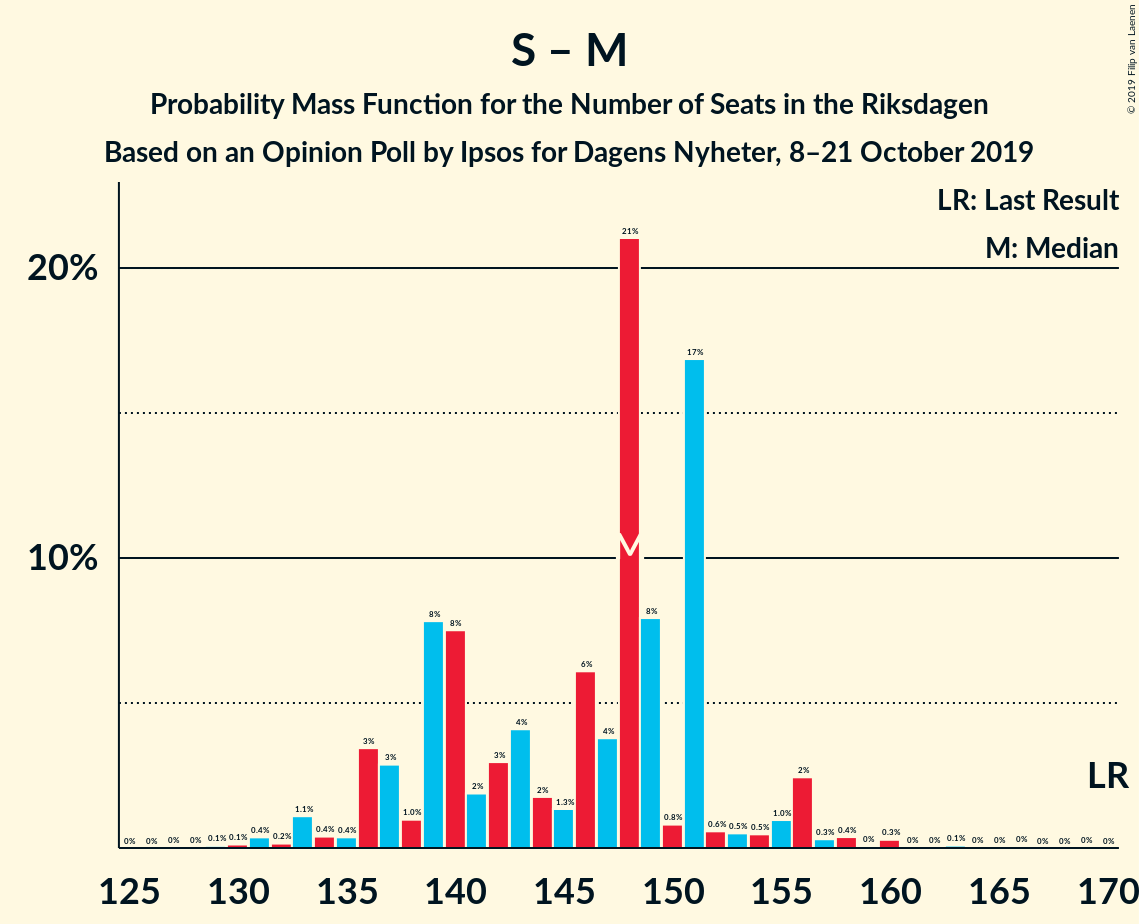 S – M
Probability Mass Function for the Number of Seats in the Riksdagen
Based on an Opinion Poll by Ipsos for Dagens Nyheter, 8–21 October 2019
© 2019 Filip van Laenen
LR: Last Result
M: Median
20%
10%
0% 0% 0% 0% 0.1% 0.1% 0.4% 0.2% 1.1% 0.4% 0.4% 3% 3% 1.0% 8% 8% 2% 3% 4% 2% 1.3% 6% 4% 21% 8% 0.8% 17% 0.6% 0.5% 0.5% 1.0% 2% 0.3% 0.4% 0% 0.3% 0% 0% 0.1% 0% 0% 0% 0% 0% 0% 0%
M
LR
125 130 135 140 145 150 155 160 165 170